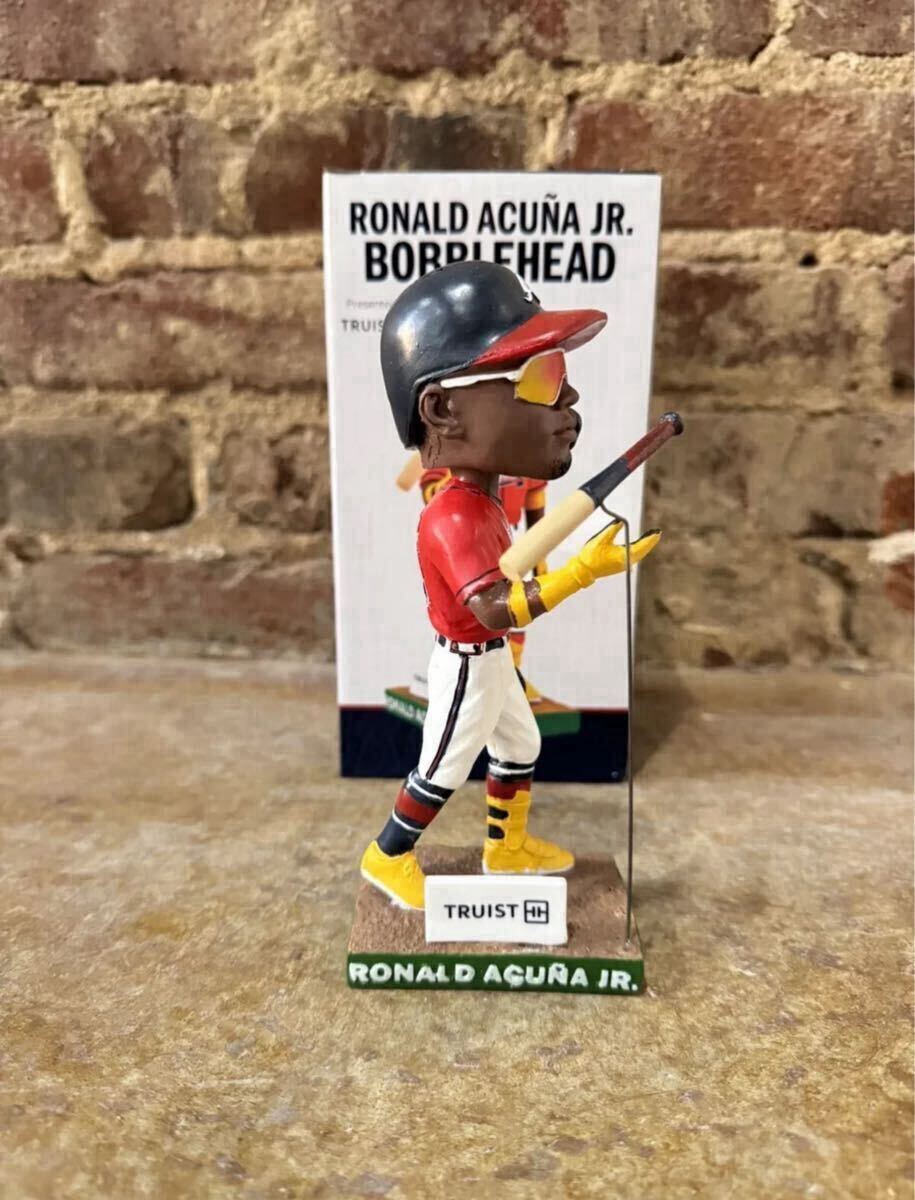 RONALD ACUÑA JR.
BOBBLEHEAD
TRUIST
RONALD ACUÑA JR.